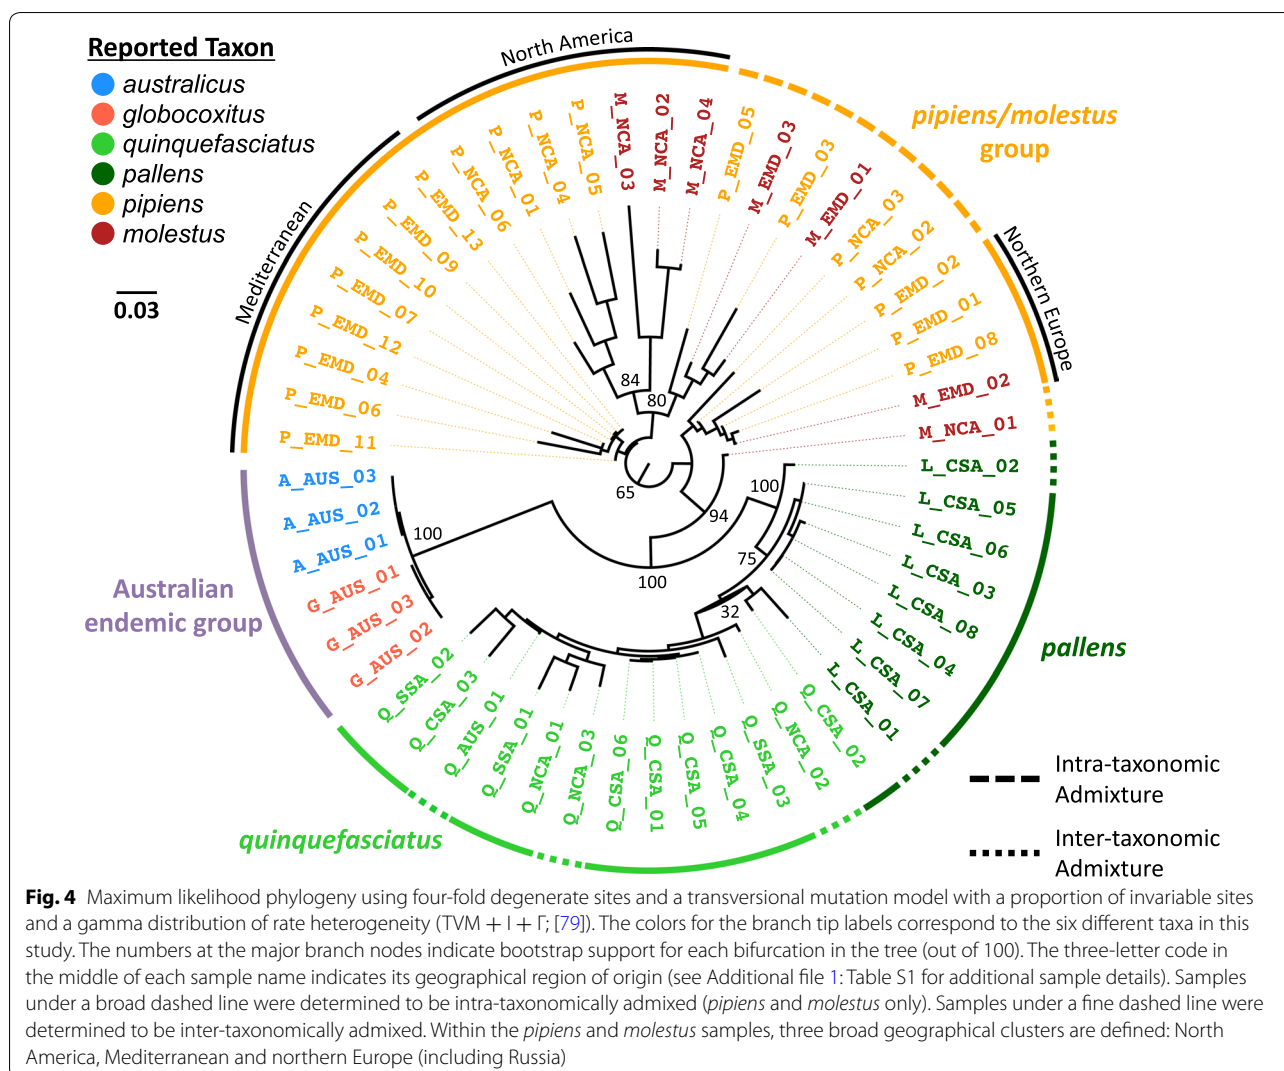 Reported Taxon
australicus
globocoxitus
quinquefasciatus
pallens
pipiens
molestus
0.03
North America
Mediterranean
Northern Europe
pipiens/molestus
group
P_EMD_11
P_EMD_06
P_EMD_04
P_EMD_12
P_EMD_07
P_EMD_10
P_EMD_09
P_EMD_13
P_NCA_06
P_NCA_01
P_NCA_04
P_NCA_05
M_NCA_03
M_NCA_02
M_NCA_04
P_EMD_05
M_EMD_03
P_EMD_03
M_EMD_01
P_NCA_03
P_NCA_02
P_EMD_02
P_EMD_01
P_EMD_08
M_EMD_02
M_NCA_01
L_CSA_02
L_CSA_05
L_CSA_06
L_CSA_03
L_CSA_08
L_CSA_04
L_CSA_07
L_CSA_01
Q_CSA_02
Q_NCA_02
Q_SSA_03
Q_CSA_04
Q_CSA_05
Q_CSA_01
Q_CSA_06
Q_NCA_03
Q_NCA_01
Q_SSA_01
Q_AUS_01
Q_CSA_03
Q_SSA_02
G_AUS_02
G_AUS_03
G_AUS_01
A_AUS_01
A_AUS_02
A_AUS_03
84
80
65
94
100
100
100
75
32
Australian
endemic group
quinquefasciatus
pallens
Intra-taxonomic
Admixture
Inter-taxonomic
Admixture
Fig. 4 Maximum likelihood phylogeny using four-fold degenerate sites and a transversional mutation model with a proportion of invariable sites
and a gamma distribution of rate heterogeneity (TVM + I + Γ; [79]). The colors for the branch tip labels correspond to the six different taxa in this
study. The numbers at the major branch nodes indicate bootstrap support for each bifurcation in the tree (out of 100). The three-letter code in
the middle of each sample name indicates its geographical region of origin (see Additional file 1: Table S1 for additional sample details). Samples
under a broad dashed line were determined to be intra-taxonomically admixed (pipiens and molestus only). Samples under a fine dashed line were
determined to be inter-taxonomically admixed. Within the pipiens and molestus samples, three broad geographical clusters are defined: North
America, Mediterranean and northern Europe (including Russia)